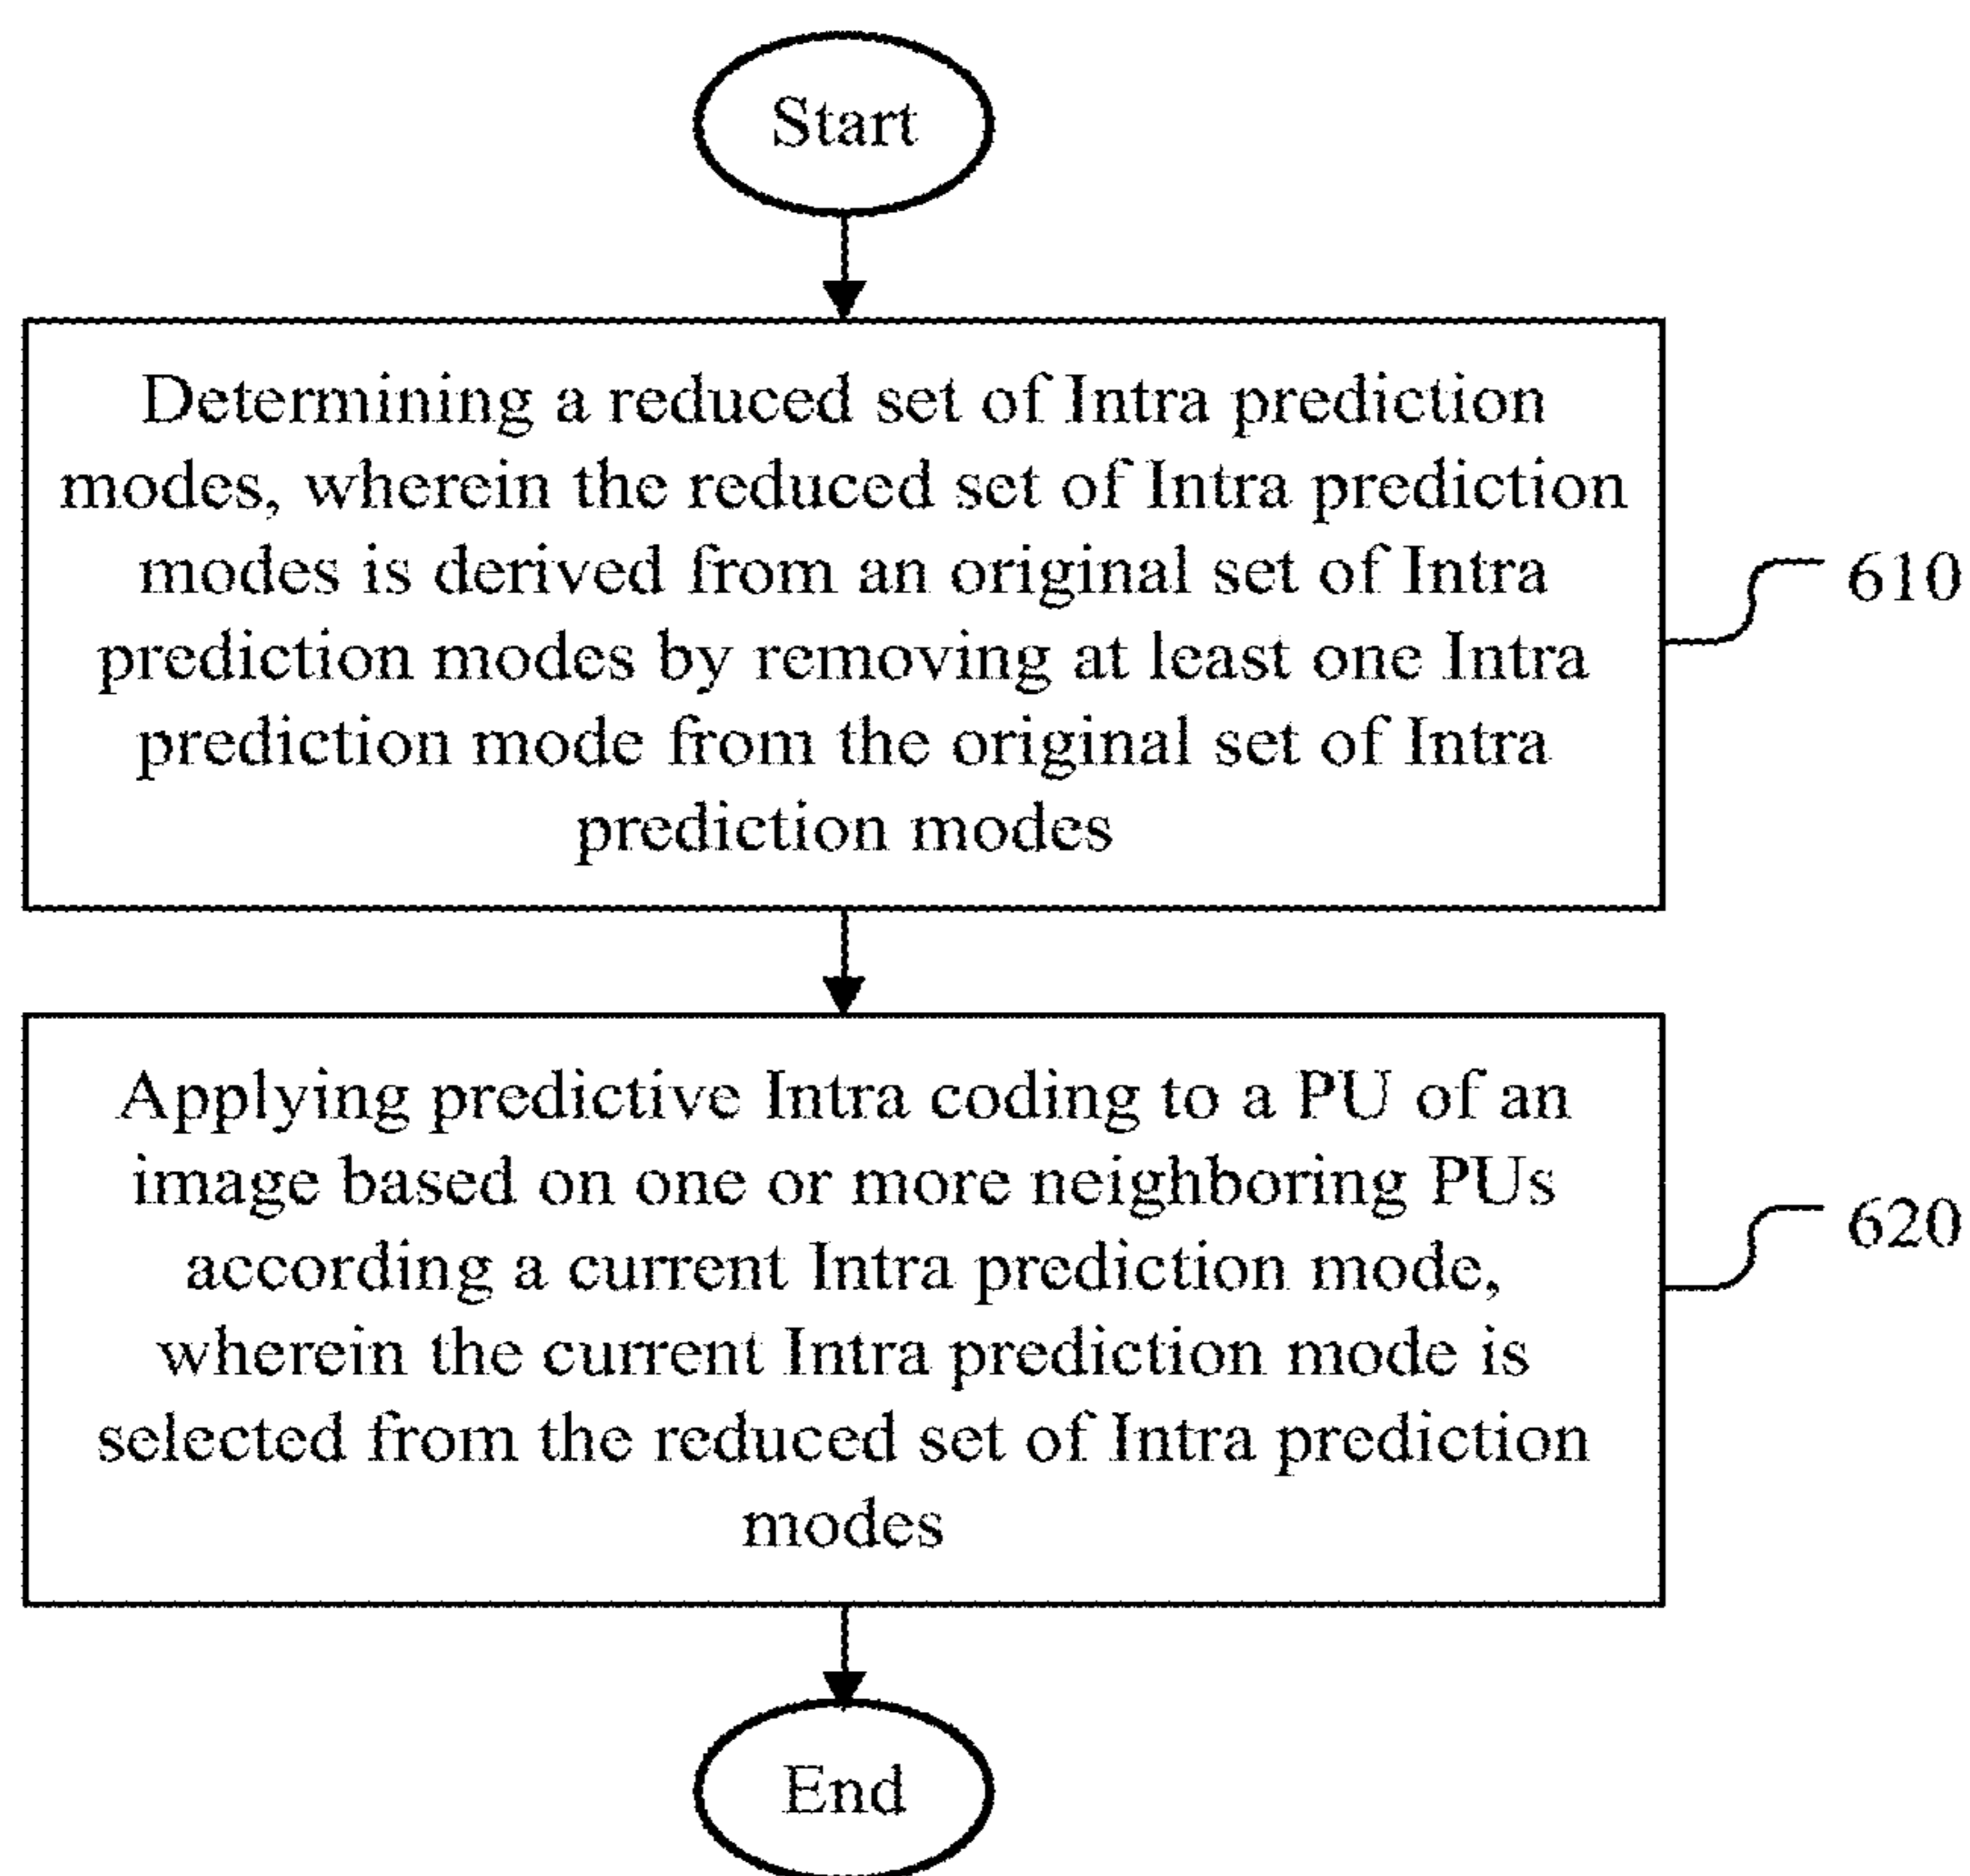 Start
Determining a reduced set of Intra prediction
modes, wherein the reduced set of Intra prediction
modes is derived from an original set of Intra
prediction modes by removing at least one Intra
prediction mode from the original set of Intra
prediction modes
610
Applying predictive Intra coding to a PU of an
image based on one or more neighboring PUs
according a current Intra prediction mode,
wherein the current Intra prediction mode is
selected from the reduced set of Intra prediction
modes
620
End